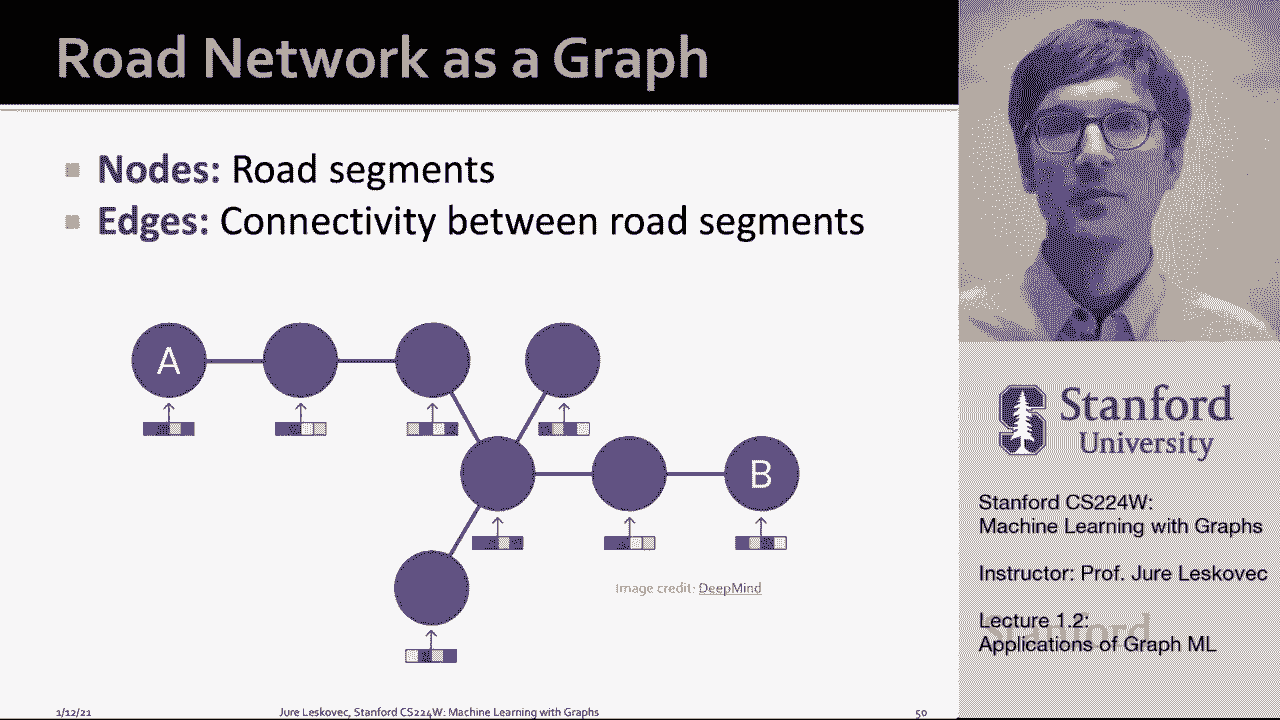 Road Network as a Graph
Nodes: Road segments
Edges: Connectivity between road segments
A
B
Image credit: DeepMind
1/12/21
Jure Leskovec, Stanford CS224W: Machine Learning with Graphs
50
S
Stanford
University
Stanford CS224W:
Machine Learning with Graphs
Instructor: Prof. Jure Leskovec
Lecture 1.2:
Applications of Graph ML
Stanford